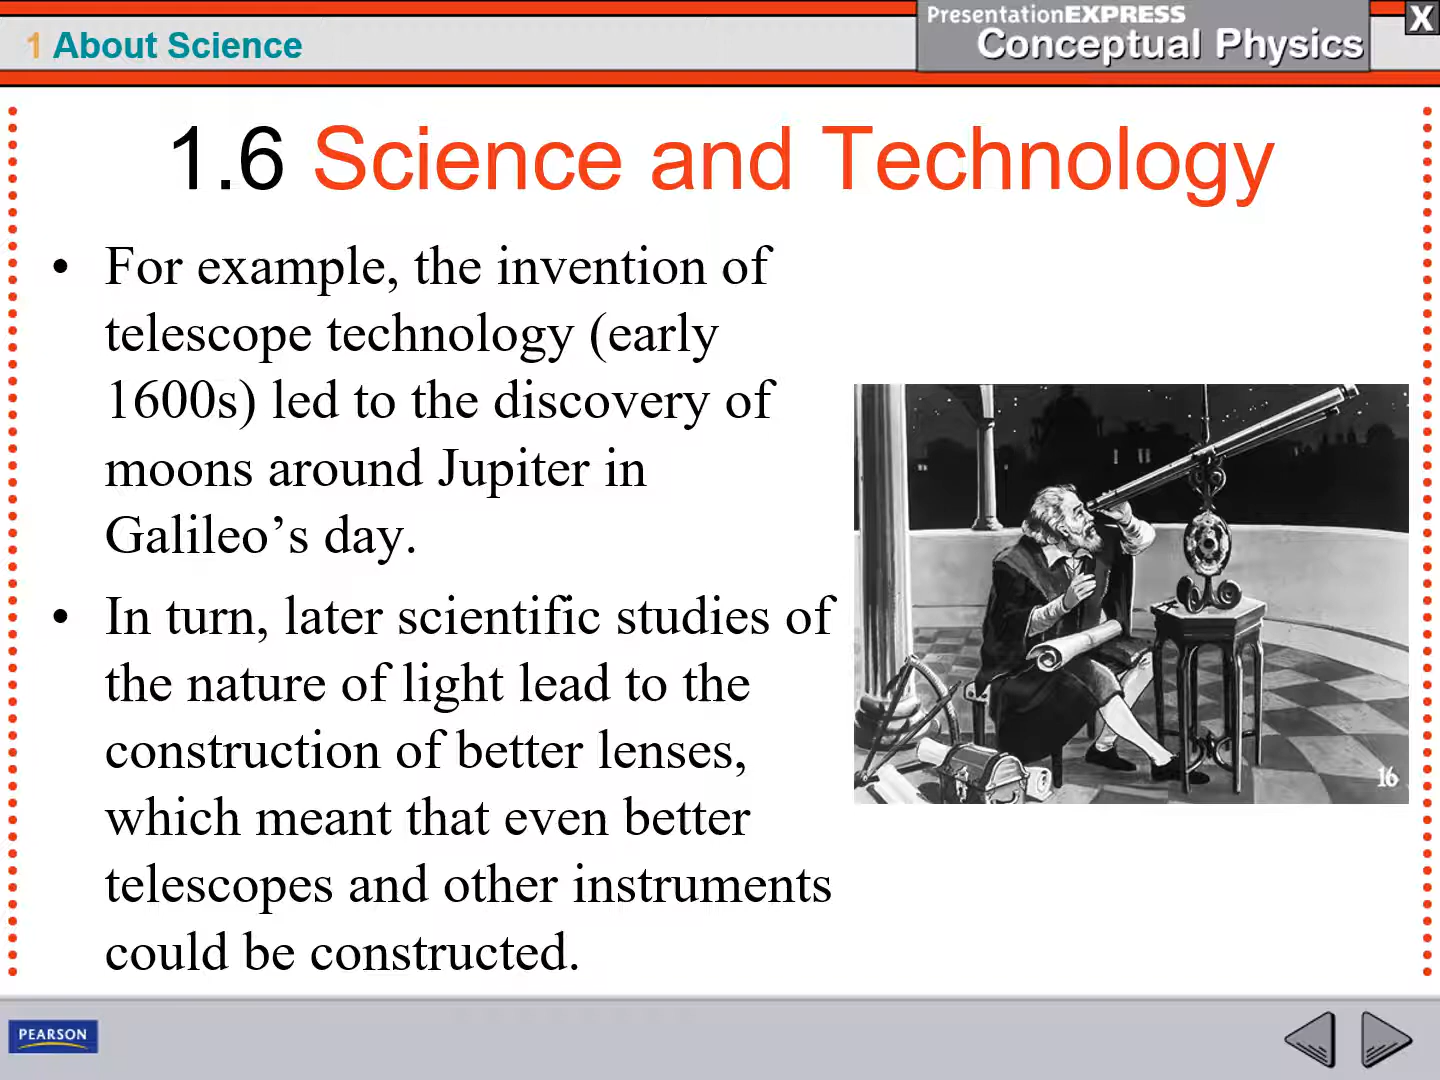 1 About Science
PresentationEXPRESS
Conceptual Physics
X
1.6 Science and Technology
• For example, the invention of
telescope technology (early
1600s) led to the discovery of
moons around Jupiter in
Galileo’s day.
• In turn, later scientific studies of
the nature of light lead to the
construction of better lenses,
which meant that even better
telescopes and other instruments
could be constructed.
16
PEARSON